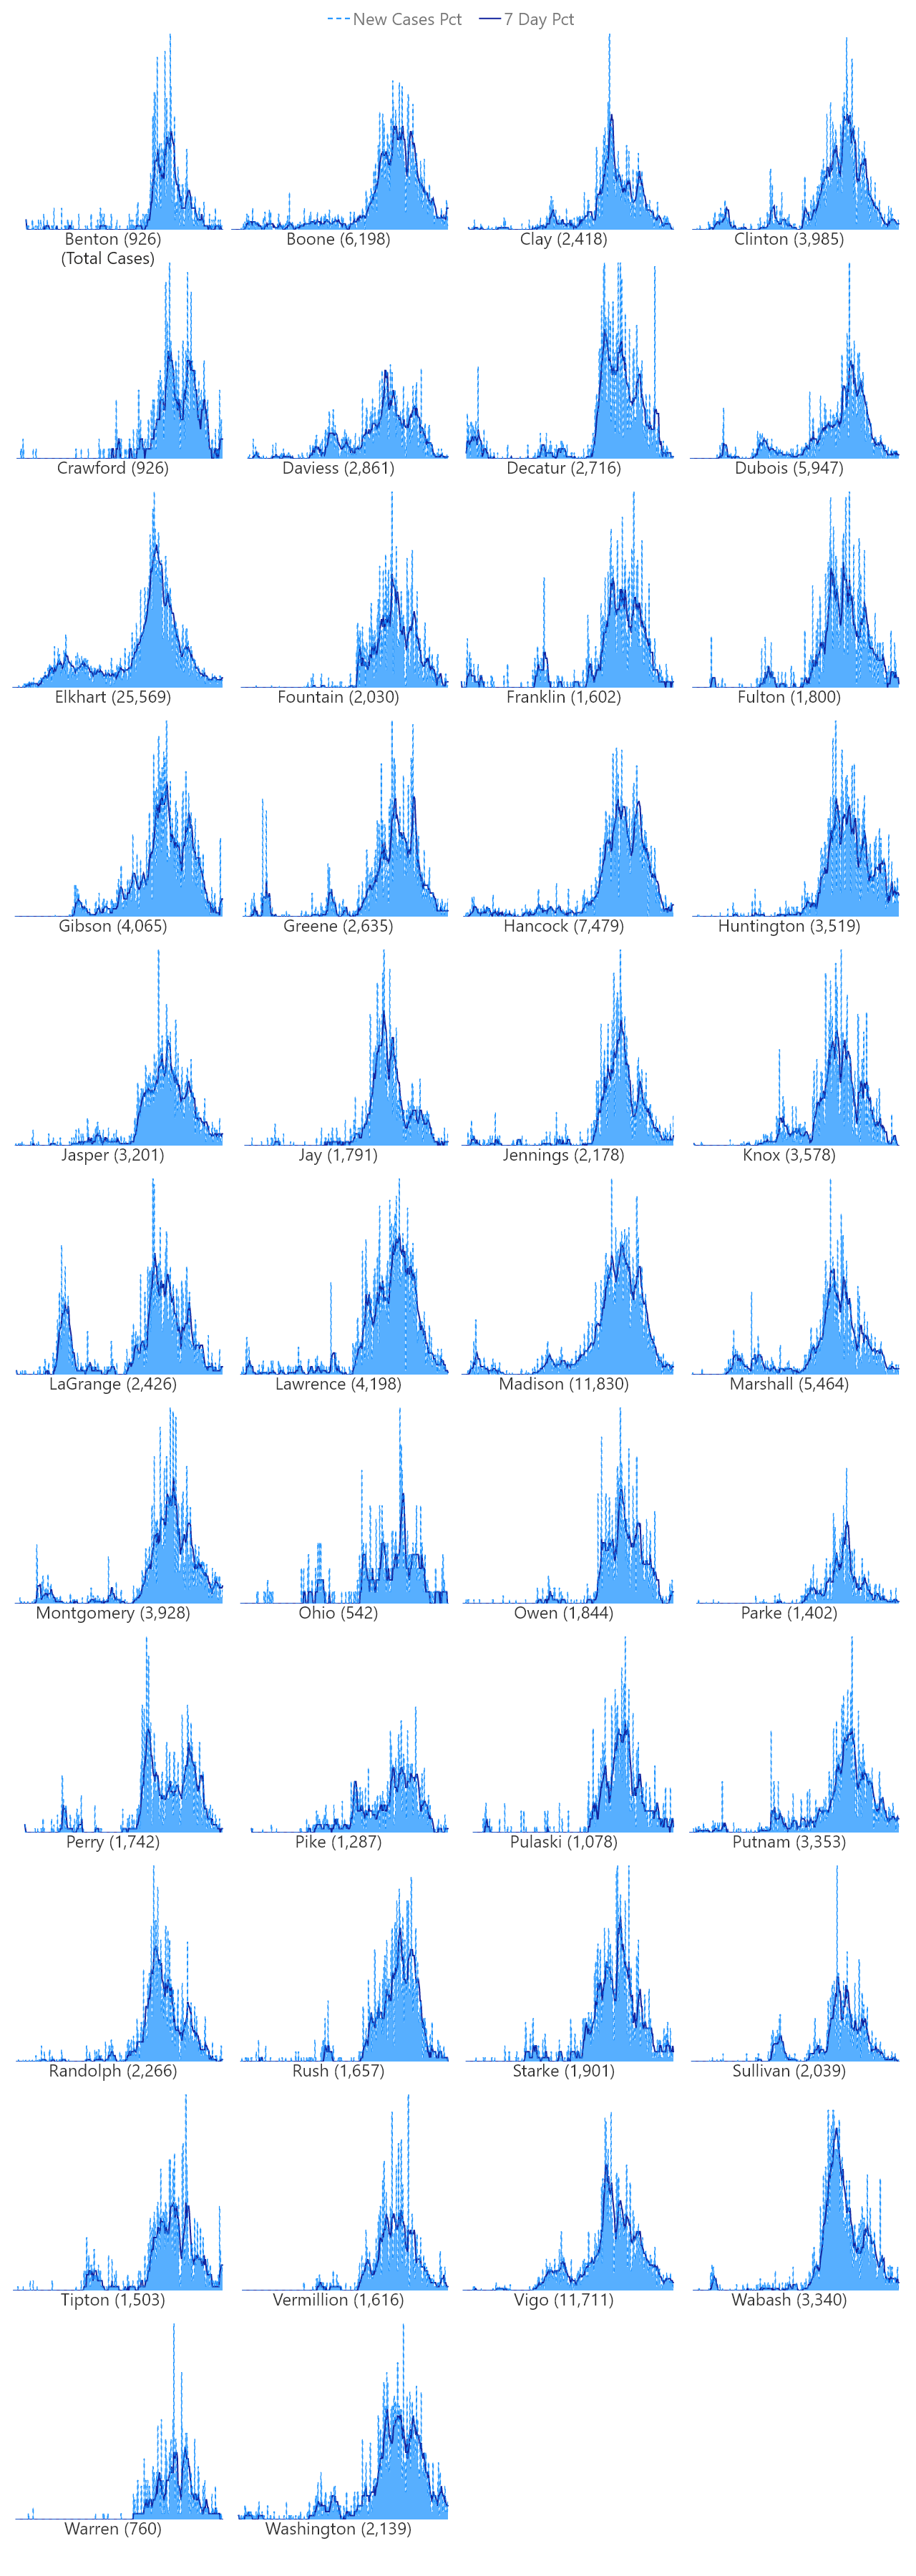 New Cases Pct 7 Day Pct
Benton (926) Boone (6,198) Clay (2,418) Clinton (3,985)
(Total Cases)
Crawford (926) Daviess (2,861) Decatur (2,716) Dubois (5,947)
Elkhart (25,569) Fountain (2,030) Franklin (1,602) Fulton (1,800)
Gibson (4,065) Greene (2,635) Hancock (7,479) Huntington (3,519)
Jasper (3,201) Jay (1,791) Jennings (2,178) Knox (3,578)
LaGrange (2,426) Lawrence (4,198) Madison (11,830) Marshall (5,464)
Montgomery (3,928) Ohio (542) Owen (1,844) Parke (1,402)
Perry (1,742) Pike (1,287) Pulaski (1,078) Putnam (3,353)
Randolph (2,266) Rush (1,657) Starke (1,901) Sullivan (2,039)
Tipton (1,503) Vermillion (1,616) Vigo (11,711) Wabash (3,340)
Warren (760) Washington (2,139)